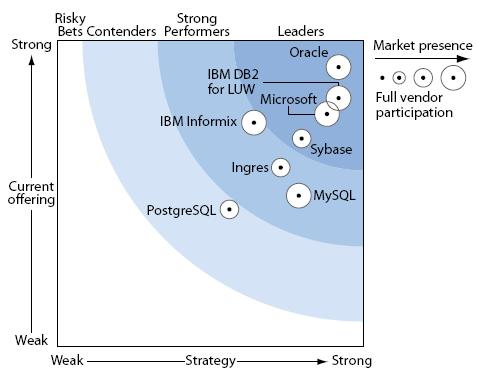 Risky
Bets
Contenders
Strong
Performers
Leaders
Strong
Market presence
Full vendor
participation
Oracle
IBM DB2
for LUW
Microsoft
IBM Informix
Sybase
Ingres
MySQL
PostgreSQL
Current
offering
Weak
Weak
Strategy
Strong